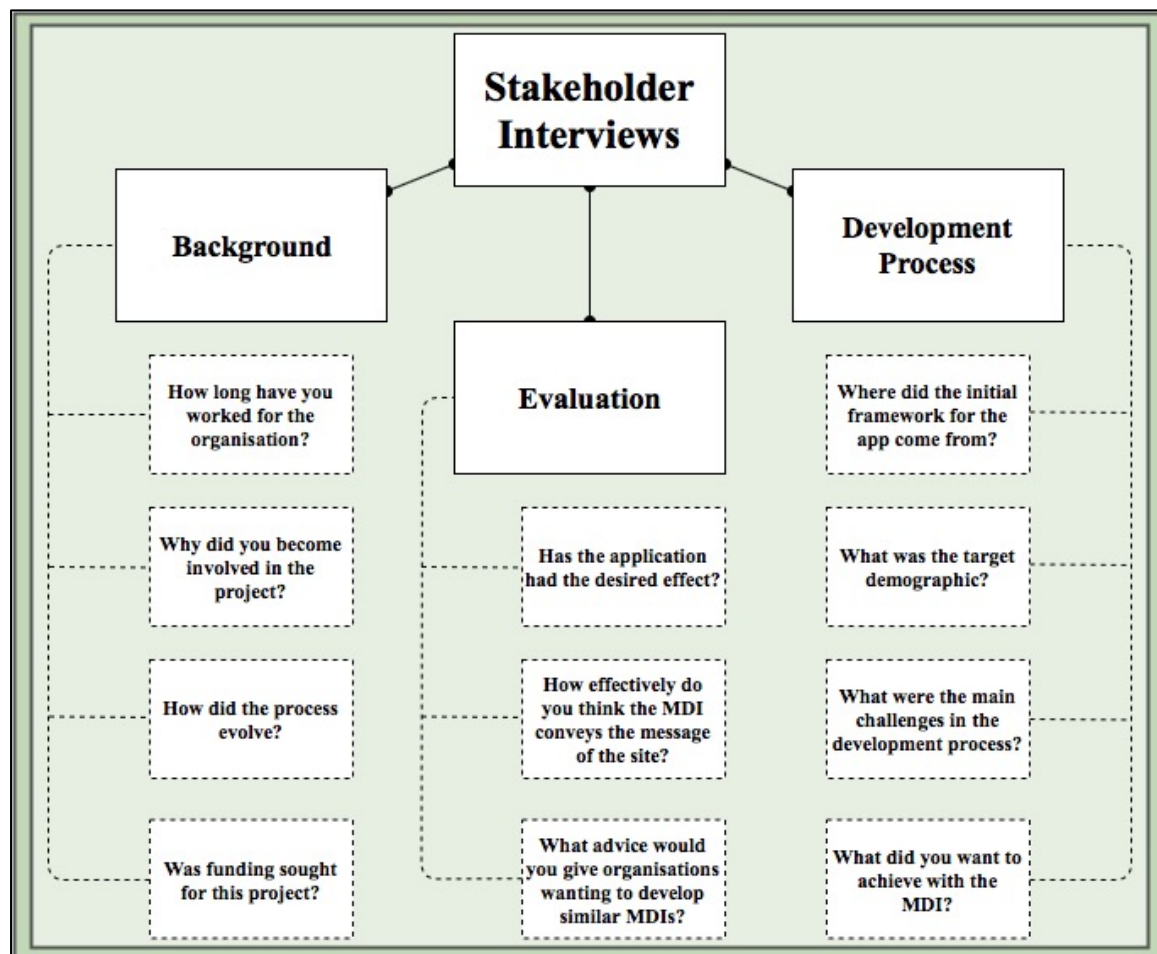 Stakeholder
Interviews
Background
How long have you
worked for the
organisation?
Why did you become
involved in the
project?
How did the process
evolve?
Was funding sought
for this project?
Evaluation
Has the application
had the desired effect?
How effectively do
you think the MDI
conveys the message
of the site?
What advice would
you give organisations
wanting to develop
similar MDIs?
Development
Process
Where did the initial
framework for the
app come from?
What was the target
demographic?
What were the main
challenges in the
development process?
What did you want to
achieve with the
MDI?